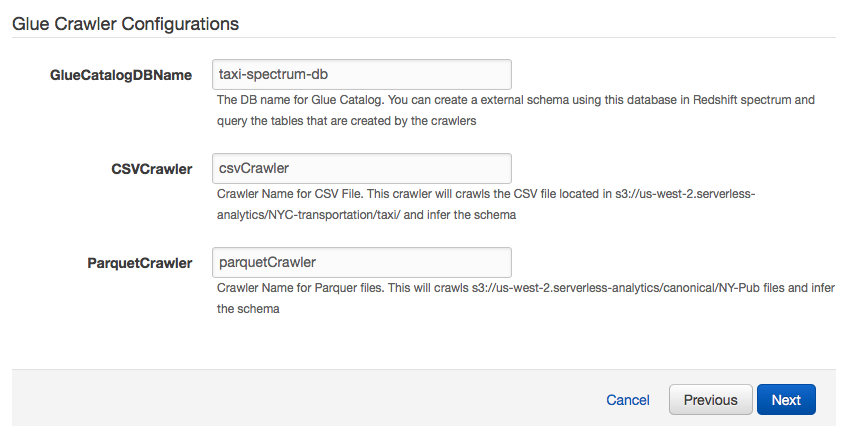 Glue Crawler Configurations
GlueCatalogDBName taxi-spectrum-db
The DB name for Glue Catalog. You can create a external schema using this database in Redshift spectrum and
query the tables that are created by the crawlers
CSVCrawler csvCrawler
Crawler Name for CSV File. This crawler will crawls the CSV file located in s3://us-west-2.serverless-
analytics/NYC-transportation/taxi/ and infer the schema
ParquetCrawler parquetCrawler
Crawler Name for Parquer files. This will crawls s3://us-west-2.serverless-analytics/canonical/NY-Pub files and infer
the schema
Cancel Previous Next